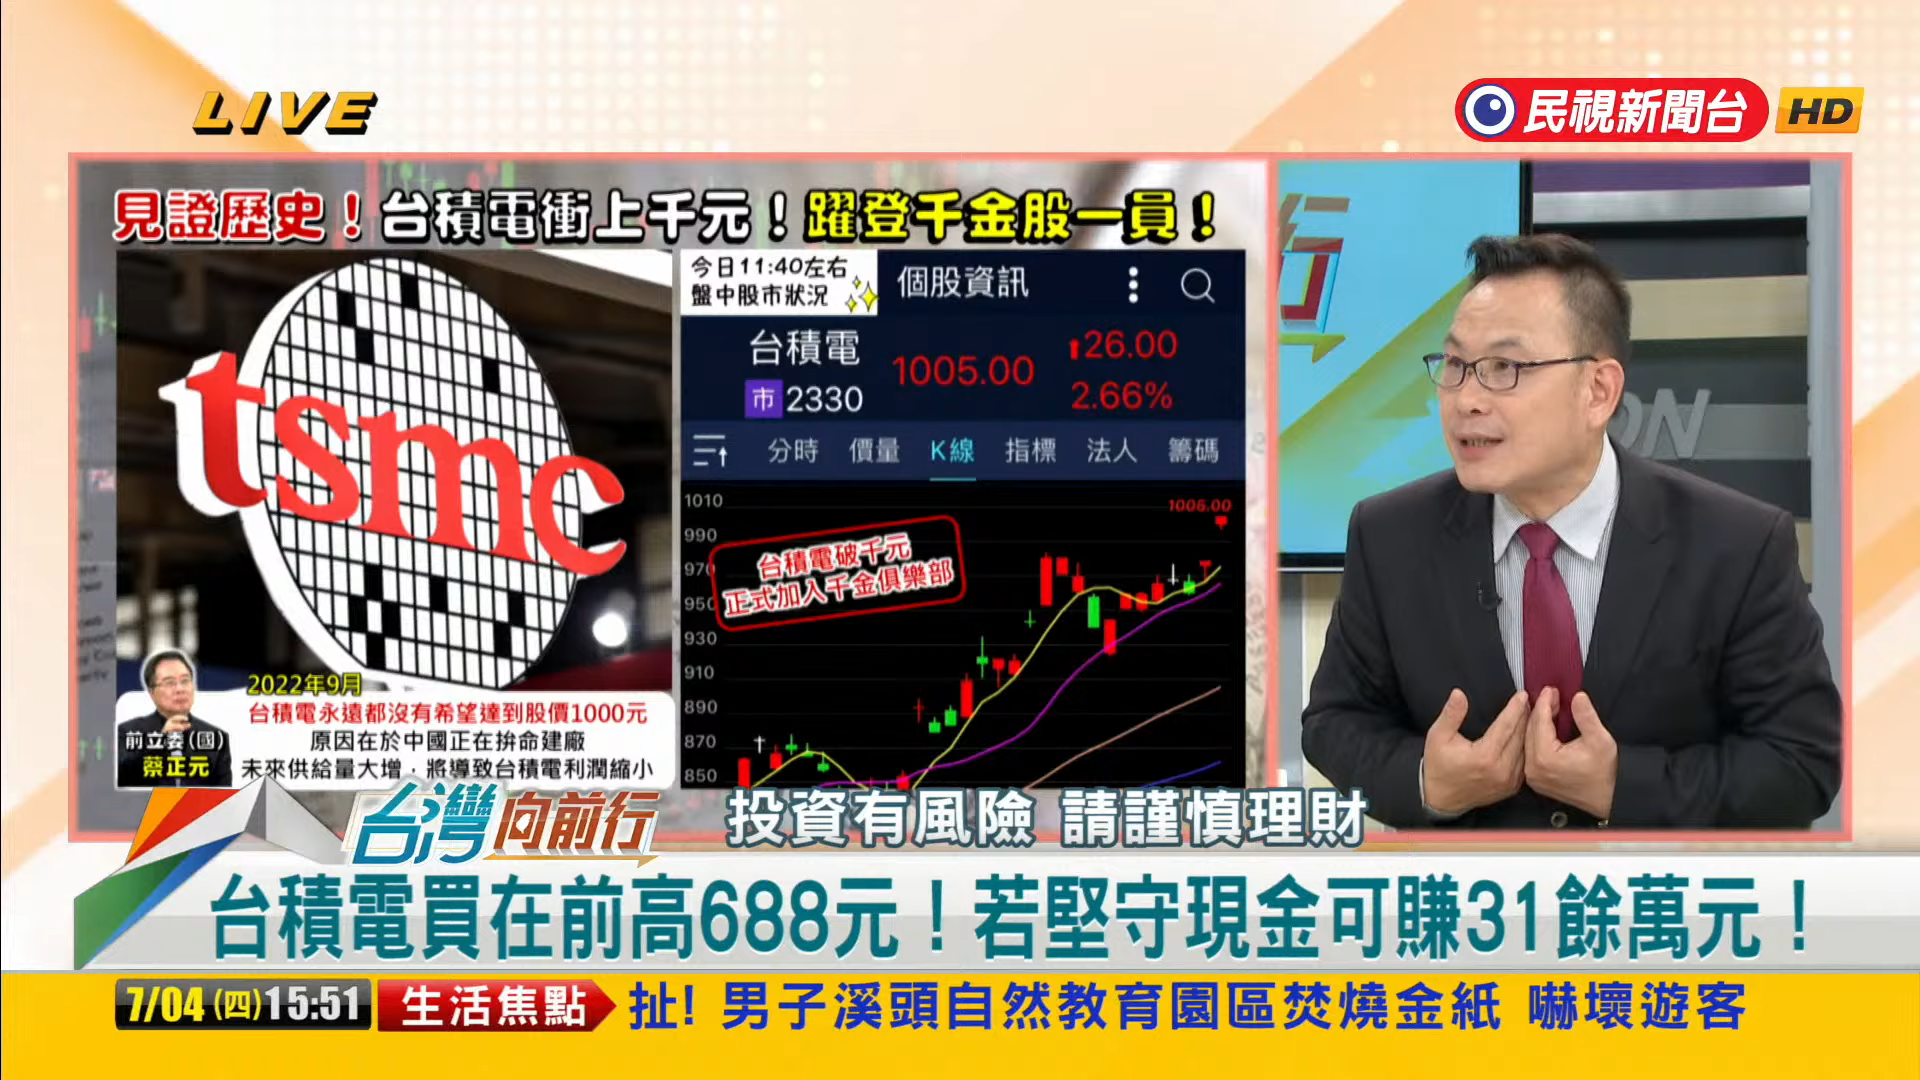 LIVE
民視新聞台 HD
見證歷史！台積電衝上千元！躍登千金股一員！
tsmc
今日11:40左右
盤中股市狀況
個股資訊
台積電
市 2330
1005.00
26.00
2.66%
分時 價量 K線 指標 法人 籌碼
1010
990
970
950
930
910
890
870
850
1005.00
台積電破千元
正式加入千金俱樂部
2022年9月
台積電永遠都沒有希望達到股價1000元
原因在於中國正在拚命建廠
未來供給量大增，將導致台積電利潤縮小
前立委(國)
蔡正元
行
ON
台灣向前行
投資有風險 請謹慎理財
台積電買在前高688元！若堅守現金可賺31餘萬元！
7/04(四)15:51
生活焦點
扯! 男子溪頭自然教育園區焚燒金紙 嚇壞遊客